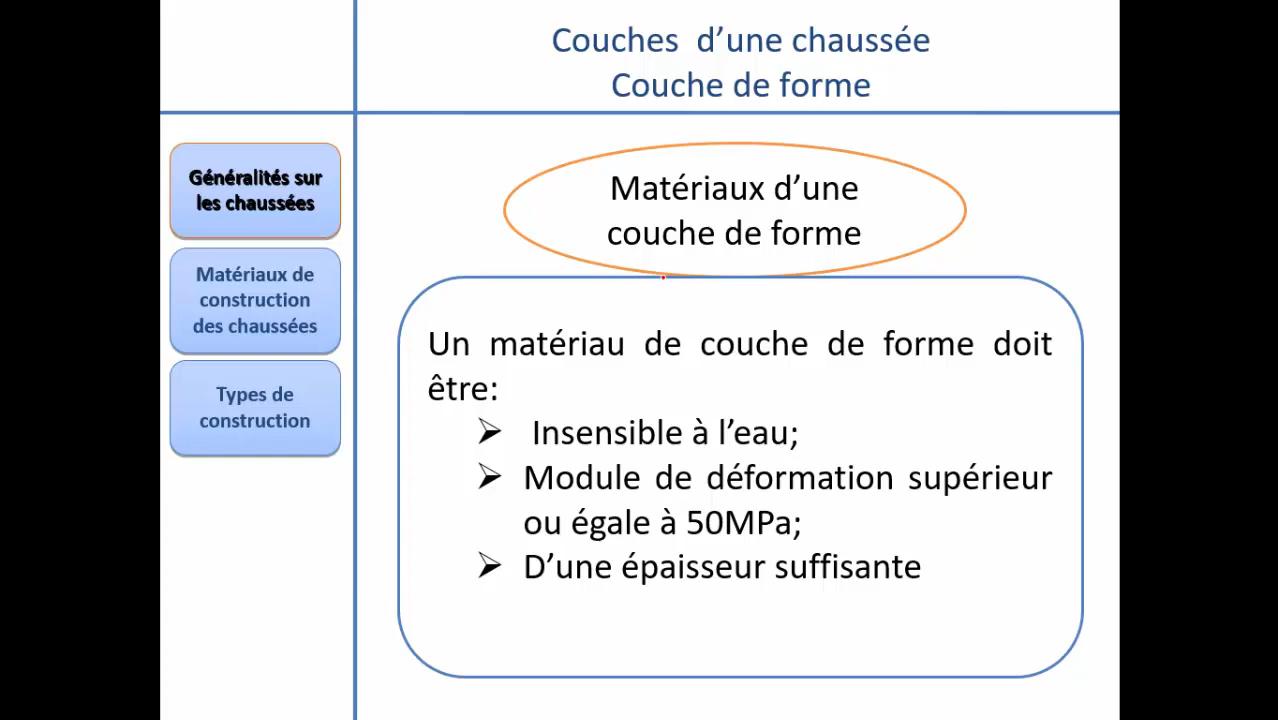 Couches d’une chaussée
Couche de forme
Généralités sur
les chaussées
Matériaux de
construction
des chaussées
Types de
construction
Matériaux d’une
couche de forme
Un matériau de couche de forme doit
être:
➢ Insensible à l’eau;
➢ Module de déformation supérieur
ou égale à 50MPa;
➢ D’une épaisseur suffisante